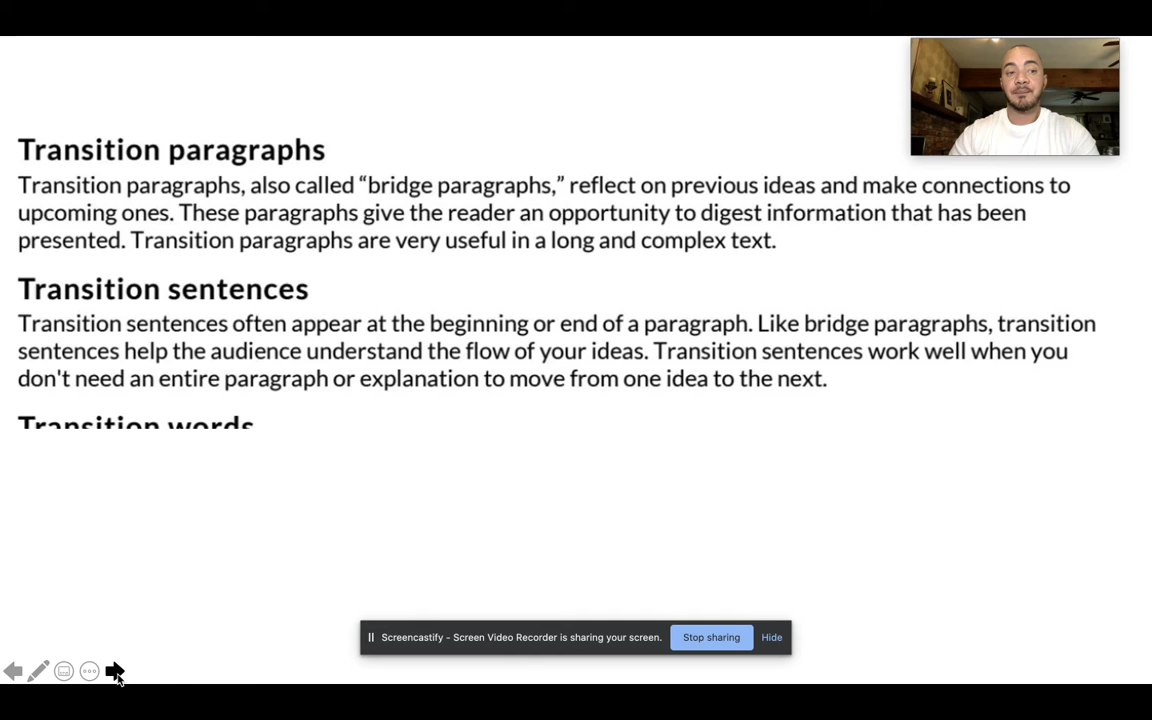 Transition paragraphs
Transition paragraphs, also called “bridge paragraphs,” reflect on previous ideas and make connections to
upcoming ones. These paragraphs give the reader an opportunity to digest information that has been
presented. Transition paragraphs are very useful in a long and complex text.
Transition sentences
Transition sentences often appear at the beginning or end of a paragraph. Like bridge paragraphs, transition
sentences help the audience understand the flow of your ideas. Transition sentences work well when you
don't need an entire paragraph or explanation to move from one idea to the next.
Transition words
Screencastify - Screen Video Recorder is sharing your screen.
Stop sharing
Hide